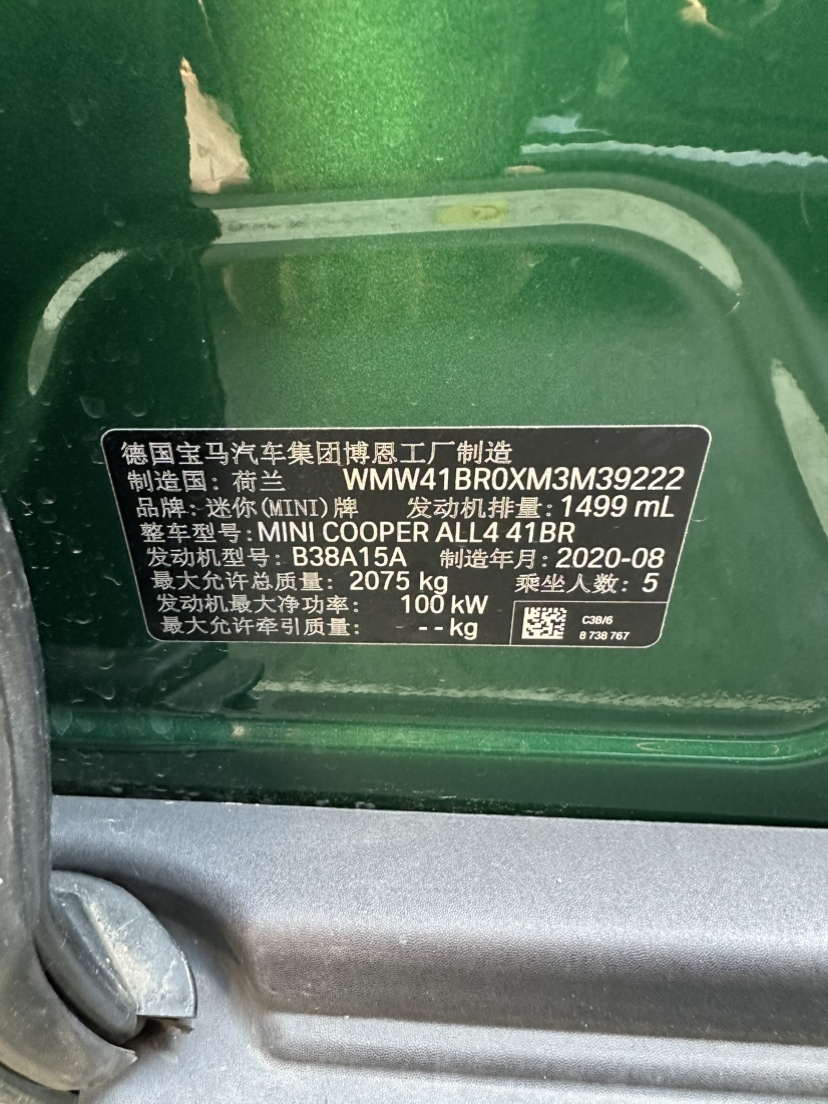 德国宝马汽车集团博恩工厂制造
制造国: 荷兰 WMW41BR0XM3M39222
品牌: 迷你(MINI)牌 发动机排量: 1499 mL
整车型号: MINI COOPER ALL4 41BR
发动机型号: B38A15A 制造年月: 2020-08
最大允许总质量: 2075 kg 乘坐人数: 5
发动机最大净功率: 100 kW
最大允许牵引质量: -- kg
C3B/6
8 738 767